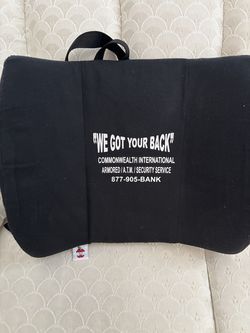 "WE GOT YOUR BACK"
COMMONWEALTH INTERNATIONAL
ARMORED / A.T.M. / SECURITY SERVICE
877-905-BANK